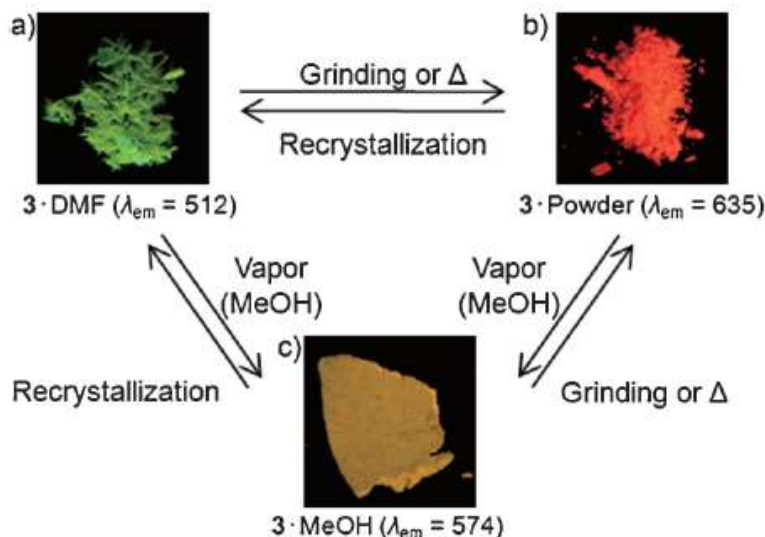 a)
b)
Grinding or Δ
Recrystallization
3·DMF (λem = 512)
3·Powder (λem = 635)
Vapor
(MeOH)
Vapor
(MeOH)
c)
Recrystallization
Grinding or Δ
3·MeOH (λem = 574)